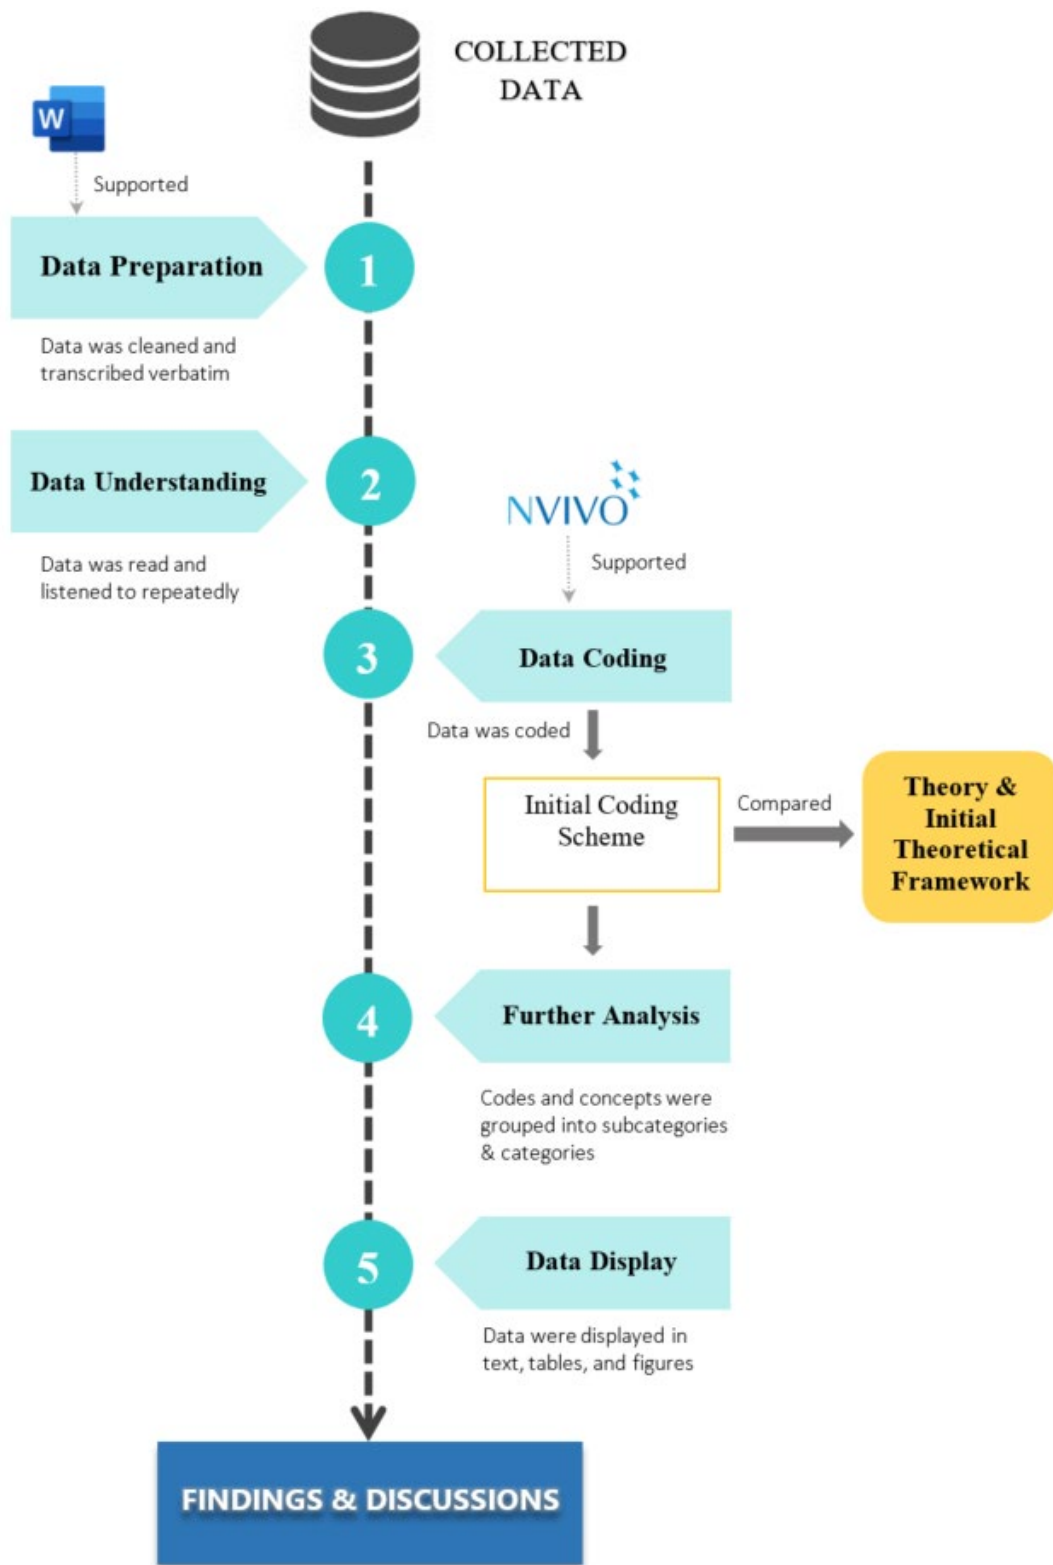 COLLECTED
DATA
W
Supported
Data Preparation
1
Data was cleaned and
transcribed verbatim
Data Understanding
2
Data was read and
listened to repeatedly
NVIVO
Supported
3
Data Coding
Data was coded
Initial Coding
Scheme
Compared
Theory &
Initial
Theoretical
Framework
4
Further Analysis
Codes and concepts were
grouped into subcategories
& categories
5
Data Display
Data were displayed in
text, tables, and figures
FINDINGS & DISCUSSIONS